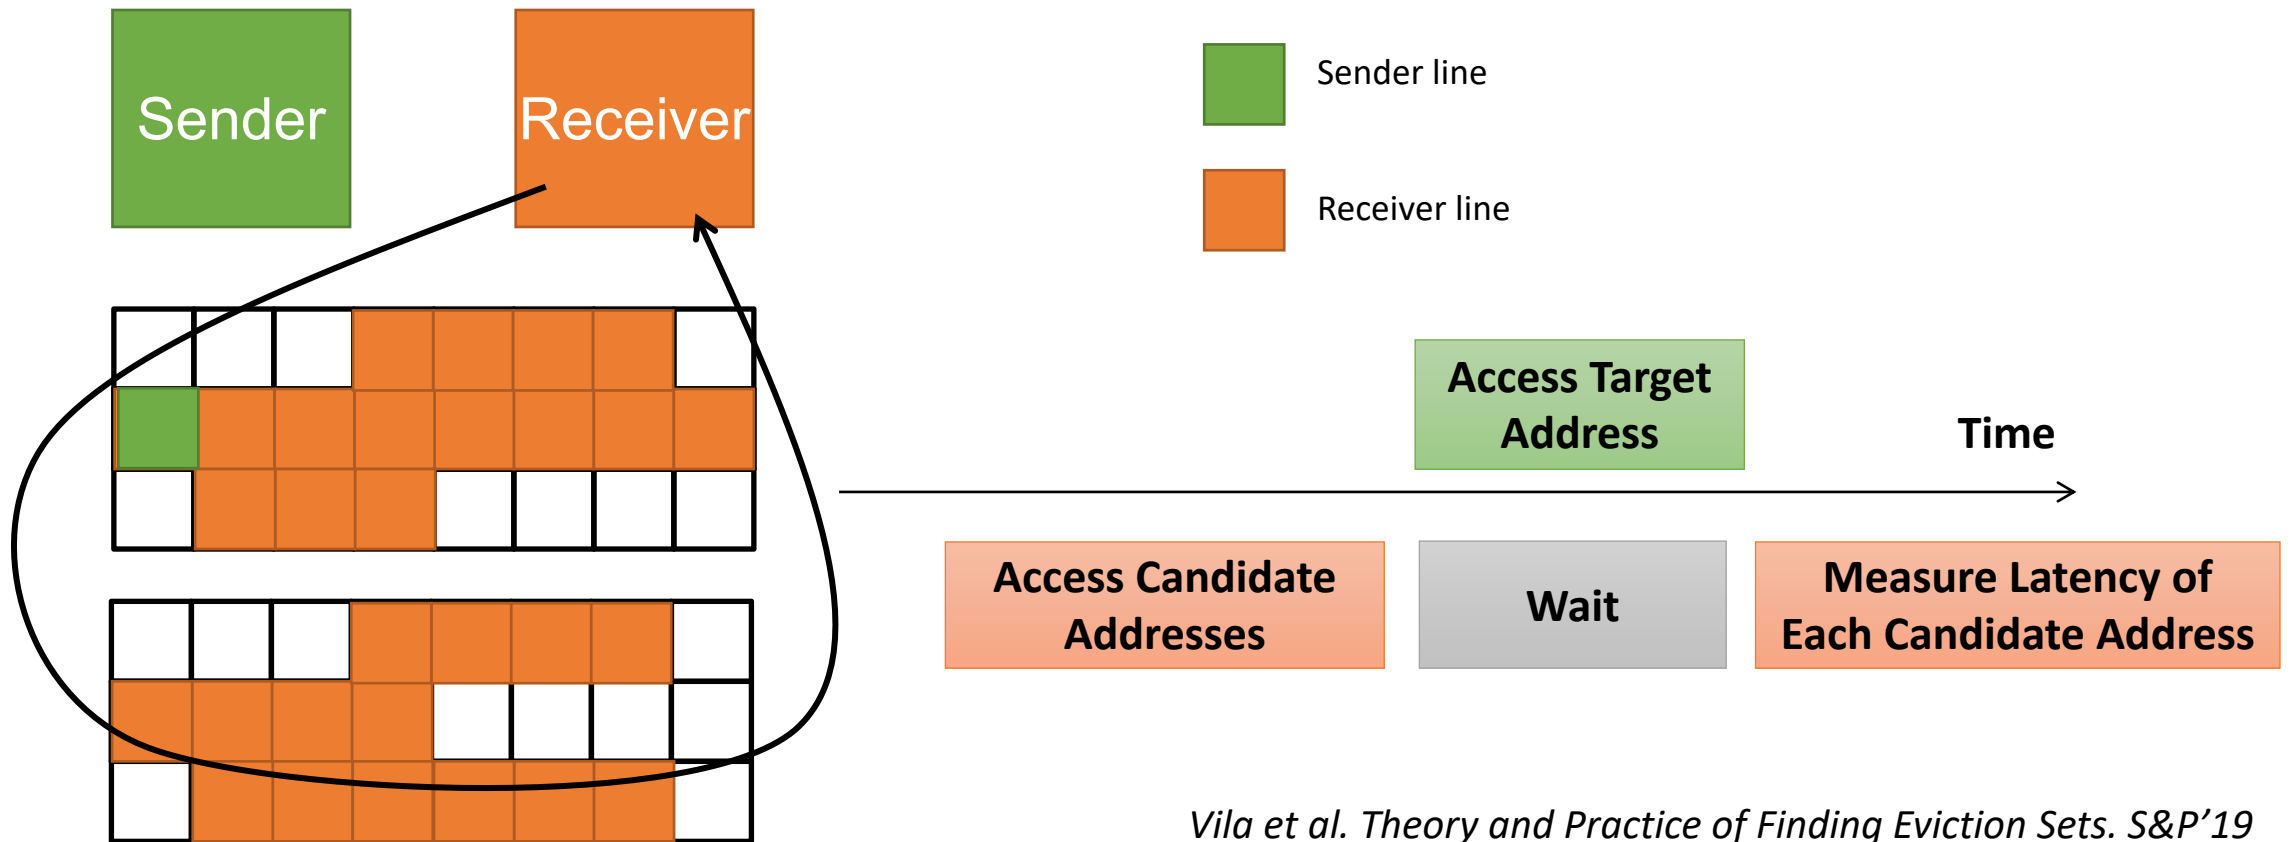 Sender
Receiver
Sender line
Receiver line
Access Target
Address
Time
Access Candidate
Addresses
Wait
Measure Latency of
Each Candidate Address
Vila et al. Theory and Practice of Finding Eviction Sets. S&P’19